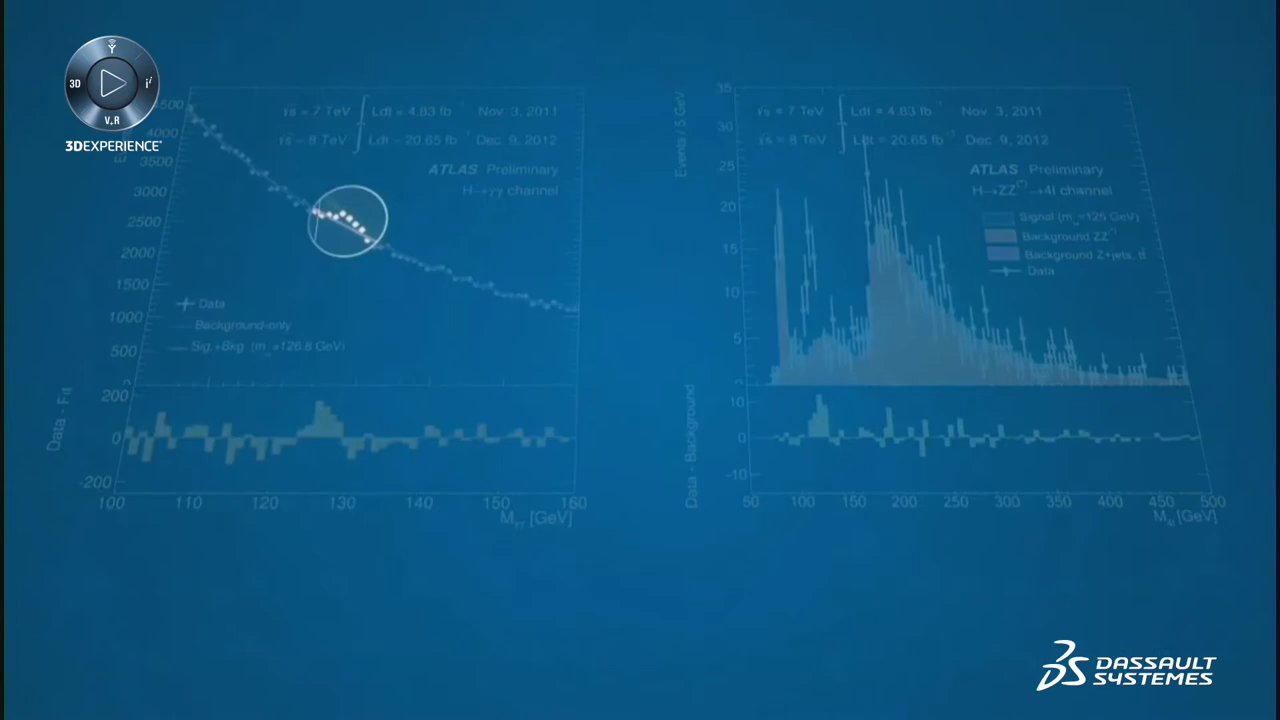 3D
i
V.R
3DEXPERIENCE
4500
4000
3500
3000
2500
2000
1500
1000
500
0
200
0
-200
Data - Fit
√s = 7 TeV ∫ Ldt = 4.83 fb⁻¹ Nov. 3, 2011
√s = 8 TeV ∫ Ldt = 20.65 fb⁻¹ Dec. 9, 2012
ATLAS Preliminary
H→γγ channel
Data
Background-only
Sig.+Bkg (mH=126.8 GeV)
100 110 120 130 140 150 160
Mγγ [GeV]
Events / 5 GeV
35
30
25
20
15
10
5
10
0
-10
Data - Background
√s = 7 TeV ∫ Ldt = 4.83 fb⁻¹ Nov. 3, 2011
√s = 8 TeV ∫ Ldt = 20.65 fb⁻¹ Dec. 9, 2012
ATLAS Preliminary
H→ZZ(*)→4l channel
Signal (mH=125 GeV)
Background ZZ(*)
Background Z+jets, tt
Data
50 100 150 200 250 300 350 400 450 500
[GeV]
DASSAULT
SYSTEMES